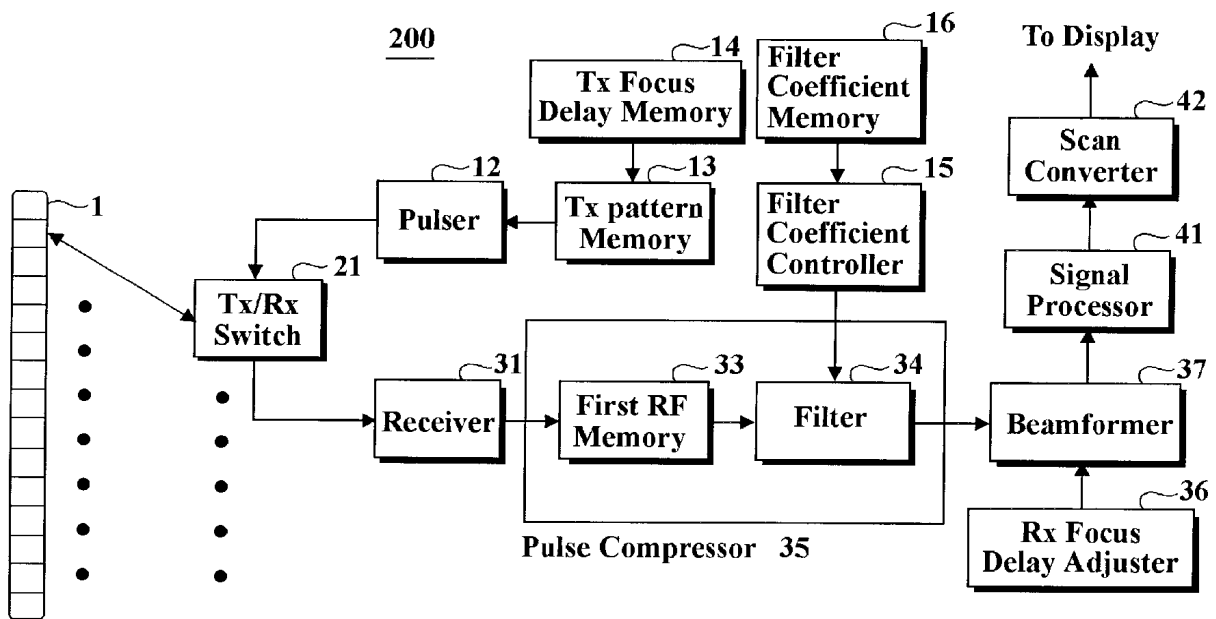 200
14
Tx Focus
Delay Memory
16
Filter
Coefficient
Memory
To Display
42
Scan
Converter
1
12
Pulser
13
Tx pattern
Memory
15
Filter
Coefficient
Controller
41
Signal
Processor
21
Tx/Rx
Switch
31
Receiver
33
First RF
Memory
34
Filter
37
Beamformer
36
Rx Focus
Delay Adjuster
Pulse Compressor 35